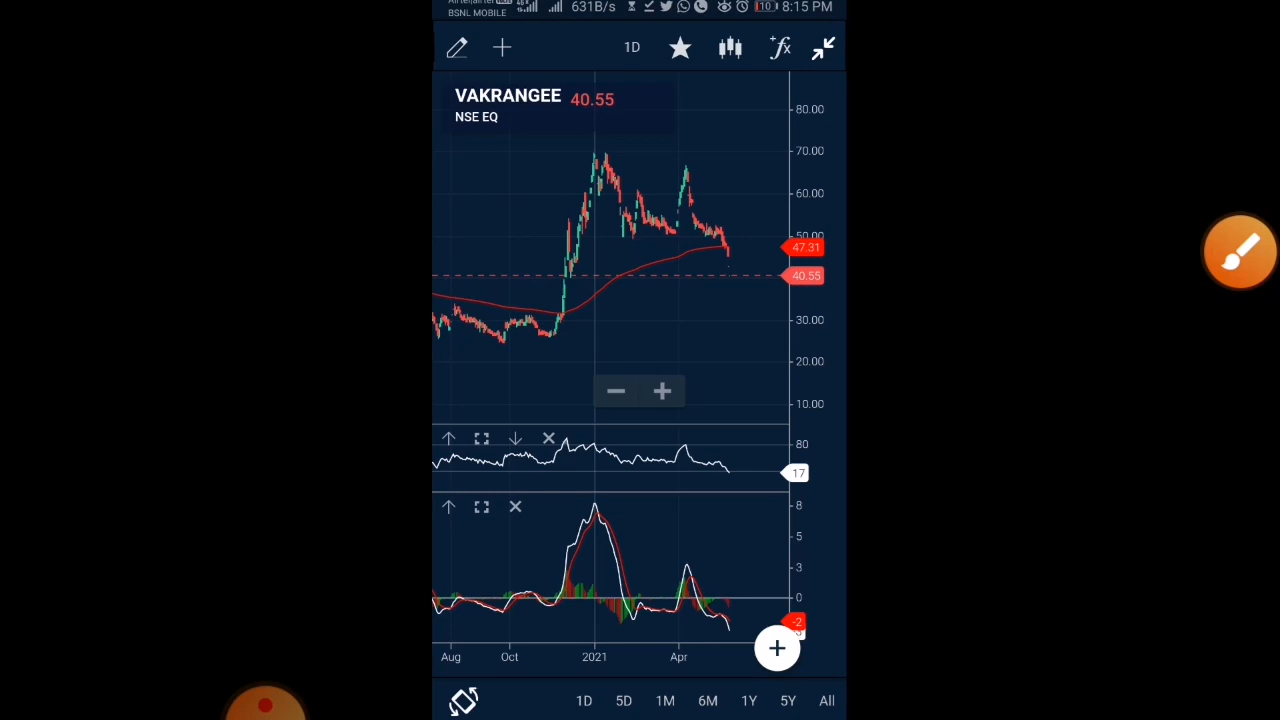 BSNL MOBILE 631B/s 10 8:15 PM
1D fx
VAKRANGEE 40.55
NSE EQ
80.00
70.00
60.00
50.00
47.31
40.55
30.00
20.00
10.00
80
17
8
5
3
0
-2
Aug Oct 2021 Apr
1D 5D 1M 6M 1Y 5Y All